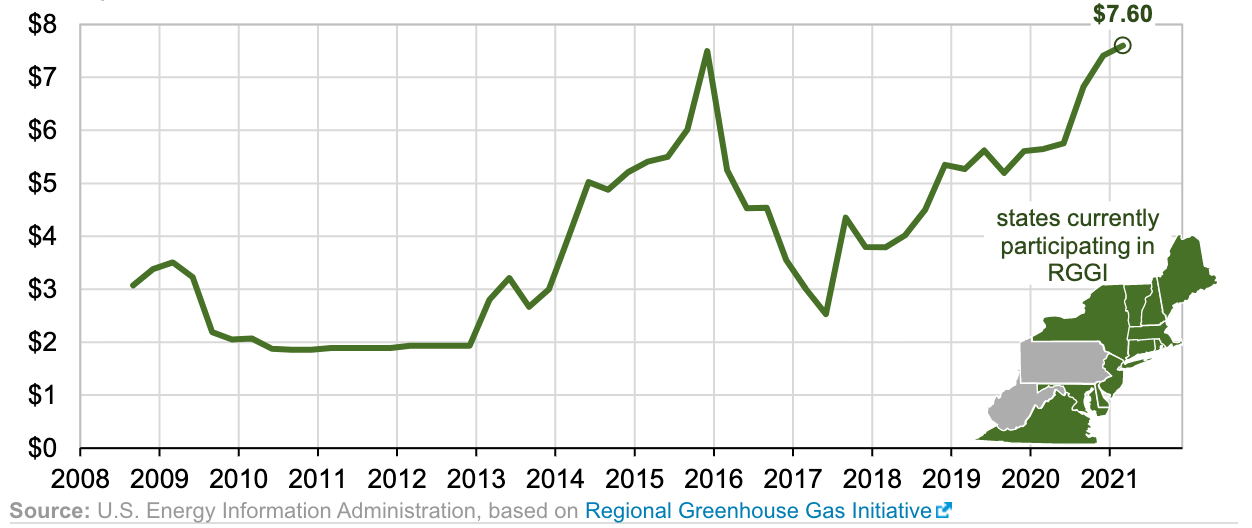 $7.60
$8
$7
$6
$5
$4
$3
$2
$1
$0
states currently
participating in
RGGI
2008 2009 2010 2011 2012 2013 2014 2015 2016 2017 2018 2019 2020 2021
Source: U.S. Energy Information Administration, based on Regional Greenhouse Gas Initiative